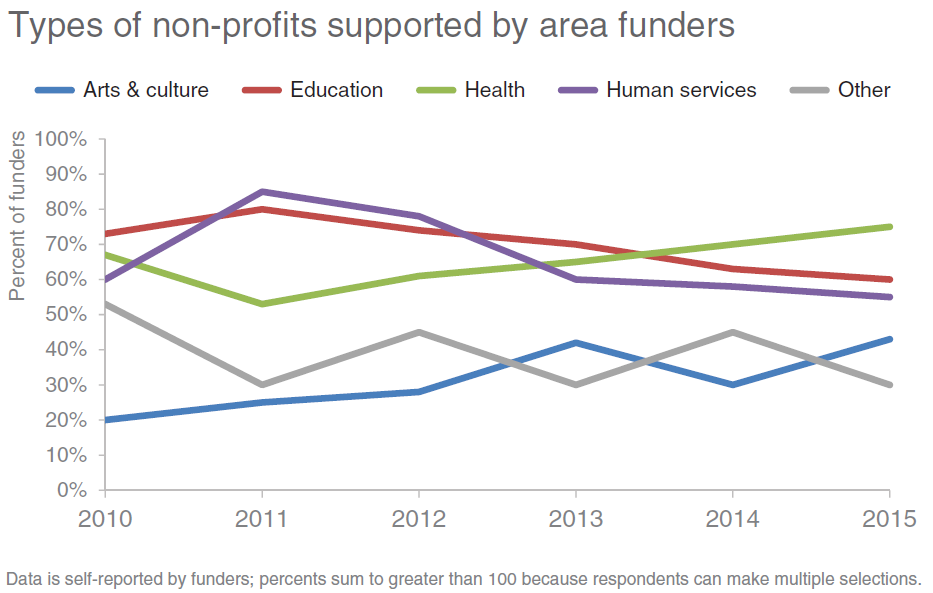 Types of non-profits supported by area funders
Arts & culture Education Health Human services Other
Percent of funders
100%
90%
80%
70%
60%
50%
40%
30%
20%
10%
0%
2010 2011 2012 2013 2014 2015
Data is self-reported by funders; percents sum to greater than 100 because respondents can make multiple selections.